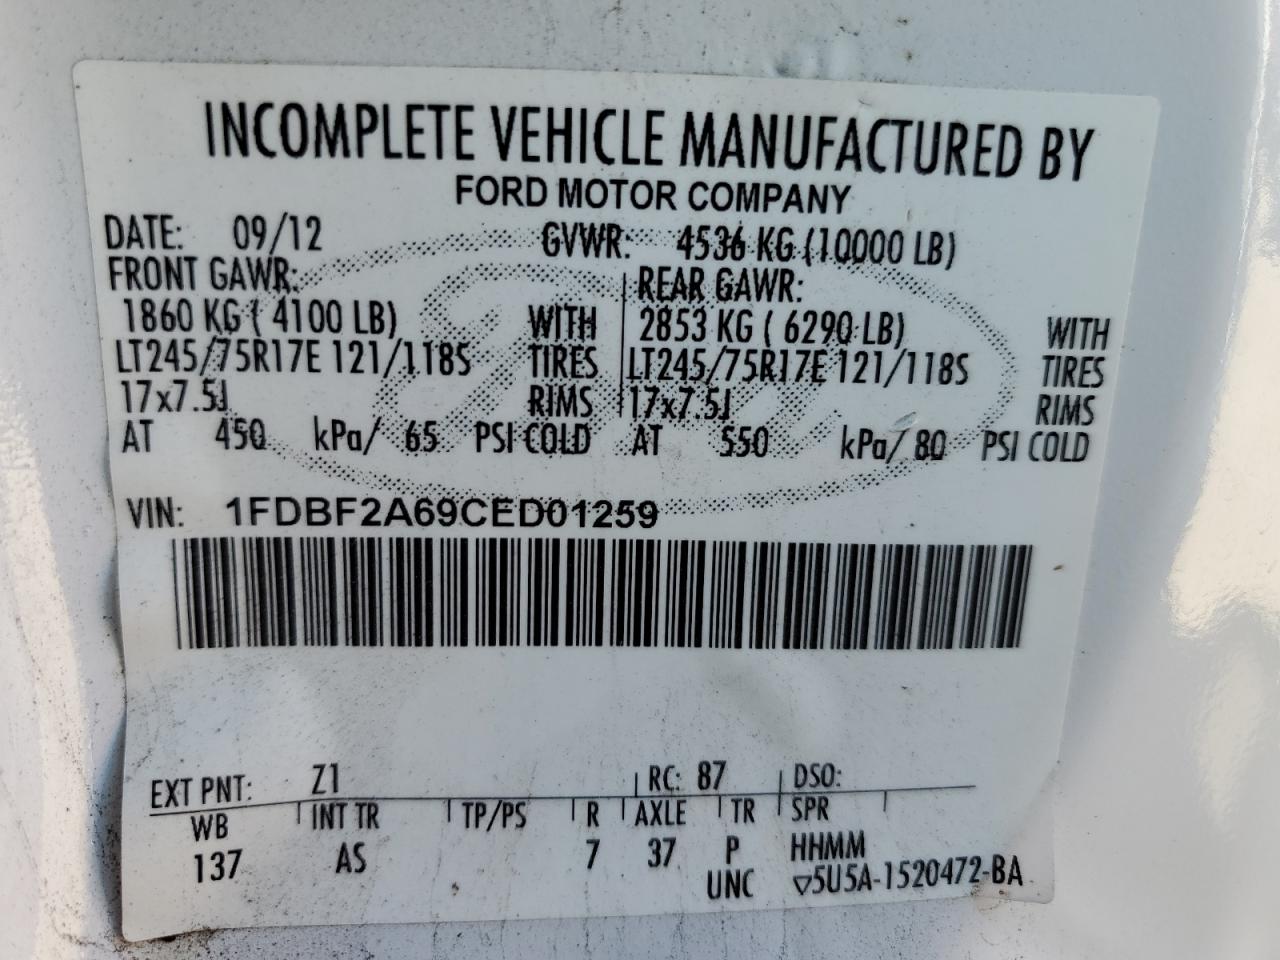 INCOMPLETE VEHICLE MANUFACTURED BY
FORD MOTOR COMPANY
DATE: 09/12 GVWR: 4536 KG (10000 LB)
FRONT GAWR: REAR GAWR:
1860 KG ( 4100 LB) WITH 2853 KG ( 6290 LB) WITH
LT245/75R17E 121/118S TIRES LT245/75R17E 121/118S TIRES
17x7.5J RIMS 17x7.5J RIMS
AT 450 kPa/ 65 PSI COLD AT 550 kPa/ 80 PSI COLD
VIN: 1FDBF2A69CED01259
EXT PNT: Z1 RC: 87 DSO:
WB INT TR TP/PS R AXLE TR SPR
137 AS 7 37 P HHMM
UNC ▽5U5A-1520472-BA